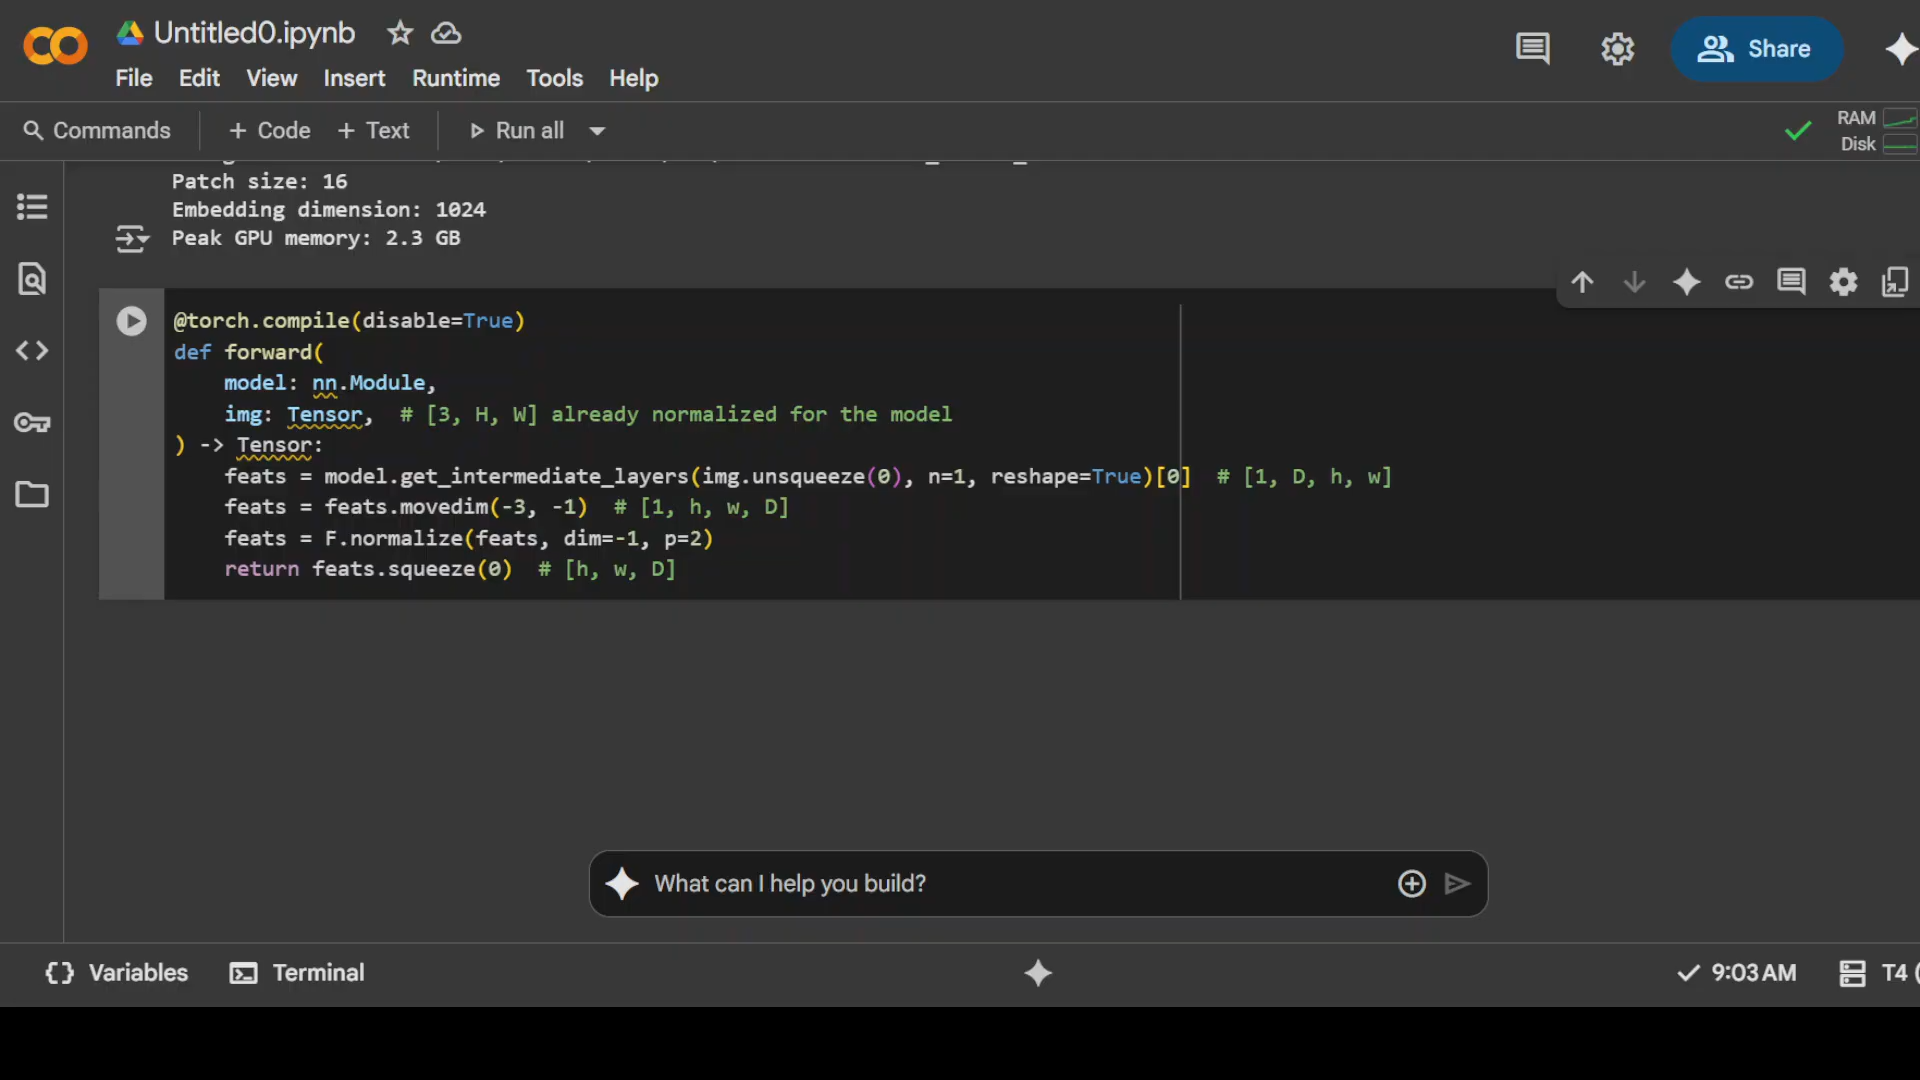 Untitled0.ipynb
File Edit View Insert Runtime Tools Help
Share
Commands + Code + Text Run all
RAM
Disk
Patch size: 16
Embedding dimension: 1024
Peak GPU memory: 2.3 GB
@torch.compile(disable=True)
def forward(
    model: nn.Module,
    img: Tensor,  # [3, H, W] already normalized for the model
) -> Tensor:
    feats = model.get_intermediate_layers(img.unsqueeze(0), n=1, reshape=True)[0]  # [1, D, h, w]
    feats = feats.movedim(-3, -1)  # [1, h, w, D]
    feats = F.normalize(feats, dim=-1, p=2)
    return feats.squeeze(0)  # [h, w, D]
What can I help you build?
Variables Terminal 9:03 AM T4